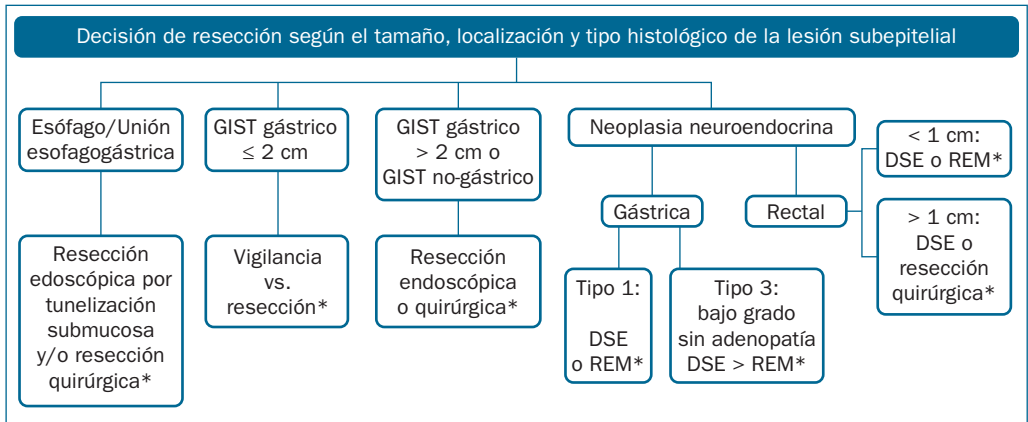 Decisión de resección según el tamaño, localización y tipo histológico de la lesión subepitelial
Esófago/Unión
esofagogástrica
GIST gástrico
≤ 2 cm
GIST gástrico
> 2 cm o
GIST no-gástrico
Neoplasia neuroendocrina
< 1 cm:
DSE o REM*
Gástrica
Rectal
> 1 cm:
DSE o
resección
quirúrgica*
Resección
edoscópica por
tunelización
submucosa
y/o resección
quirúrgica*
Vigilancia
vs.
resección*
Resección
endoscópica
o quirúrgica*
Tipo 1:
DSE
o REM*
Tipo 3:
bajo grado
sin adenopatía
DSE > REM*